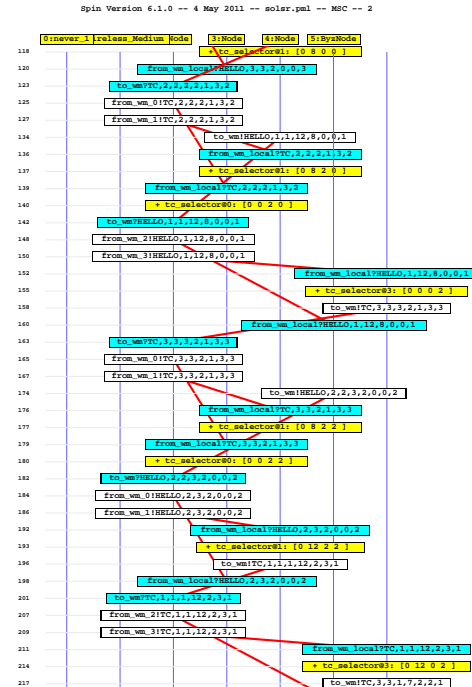 Spin Version 6.1.0 -- 4 May 2011 -- solsr.pml -- MSC -- 2
0:never_1 ireless_Medium Node 3:Node 4:Node 5:ByzNode
118 + tc_selector@1: [0 8 0 0 ]
120 from_wm_local?HELLO,3,3,2,0,0,3
123 to_wm?TC,2,2,2,2,1,3,2
125 from_wm_0!TC,2,2,2,1,3,2
127 from_wm_1!TC,2,2,2,1,3,2
134 to_wm!HELLO,1,1,12,8,0,0,1
136 from_wm_local?TC,2,2,2,1,3,2
137 + tc_selector@1: [0 8 2 0 ]
139 from_wm_local?TC,2,2,2,1,3,2
140 + tc_selector@0: [0 0 2 0 ]
142 to_wm?HELLO,1,1,12,8,0,0,1
148 from_wm_2!HELLO,1,12,8,0,0,1
150 from_wm_3!HELLO,1,12,8,0,0,1
152 from_wm_local?HELLO,1,12,8,0,0,1
155 + tc_selector@3: [0 0 0 2 ]
158 to_wm!TC,3,3,3,2,1,3,3
160 from_wm_local?HELLO,1,12,8,0,0,1
162 to_wm?TC,3,3,3,2,1,3,3
165 from_wm_0!TC,3,3,2,1,3,3
167 from_wm_1!TC,3,3,2,1,3,3
174 to_wm!HELLO,2,2,3,2,0,0,2
176 from_wm_local?TC,3,3,2,1,3,3
177 + tc_selector@1: [0 8 2 2 ]
179 from_wm_local?TC,3,3,2,1,3,3
180 + tc_selector@0: [0 0 2 2 ]
182 to_wm?HELLO,2,2,3,2,0,0,2
184 from_wm_0!HELLO,2,3,2,0,0,2
186 from_wm_1!HELLO,2,3,2,0,0,2
192 from_wm_local?HELLO,2,3,2,0,0,2
193 + tc_selector@1: [0 12 2 2 ]
196 to_wm!TC,1,1,1,12,2,3,1
198 from_wm_local?HELLO,2,3,2,0,0,2
201 to_wm?TC,1,1,1,12,2,3,1
207 from_wm_2!TC,1,1,12,2,3,1
209 from_wm_3!TC,1,1,12,2,3,1
211 from_wm_local?TC,1,1,12,2,3,1
214 + tc_selector@3: [0 12 0 2 ]
217 to_wm!TC,3,3,1,7,2,2,1